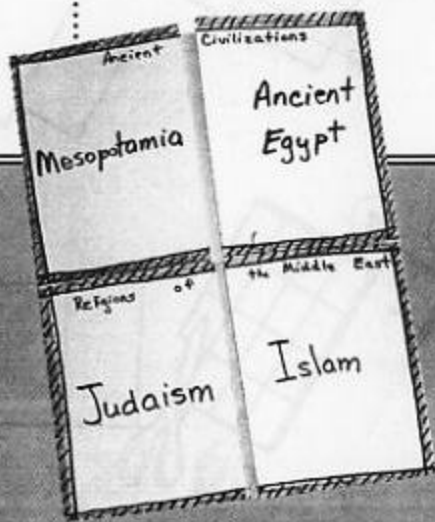 Ancient Civilizations
Mesopotamia
Ancient
Egypt
Religions of the Middle East
Judaism
Islam